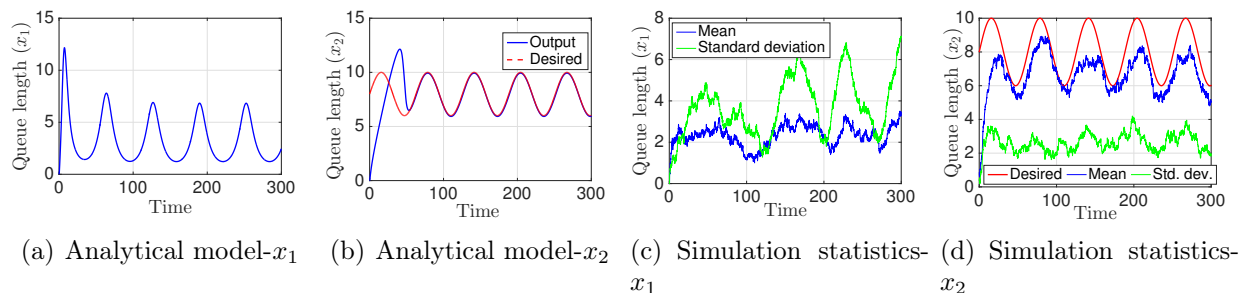 Queue length (x₁)
15
10
5
0
0 100 200 300
Time
(a) Analytical model-x₁
Queue length (x₂)
15
10
5
0
Output
Desired
0 100 200 300
Time
(b) Analytical model-x₂
Queue length (x₁)
8
6
4
2
0
Mean
Standard deviation
0 100 200 300
Time
(c) Simulation statistics-
x₁
Queue length (x₂)
10
8
6
4
2
0
Desired Mean Std. dev.
0 100 200 300
Time
(d) Simulation statistics-
x₂